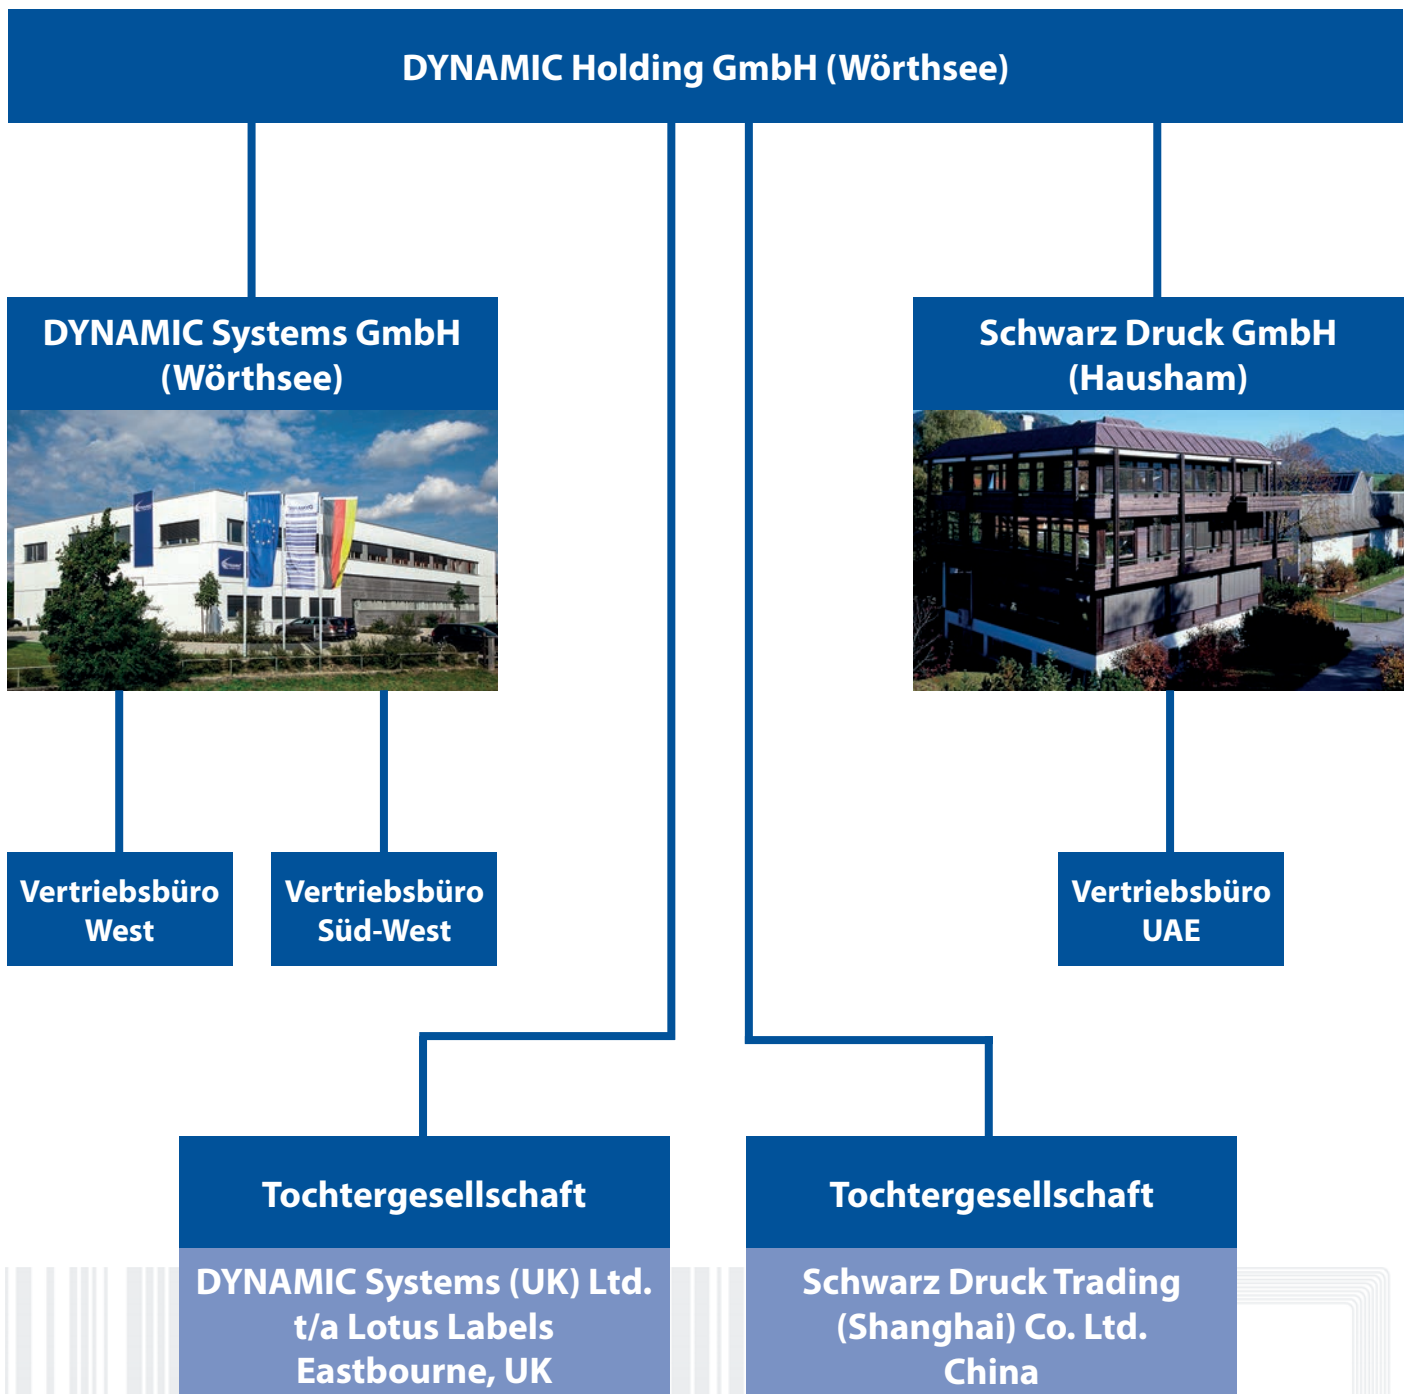 DYNAMIC Holding GmbH (Wörthsee)
DYNAMIC Systems GmbH
(Wörthsee)
Schwarz Druck GmbH
(Hausham)
Vertriebsbüro
West
Vertriebsbüro
Süd-West
Vertriebsbüro
UAE
Tochtergesellschaft
DYNAMIC Systems (UK) Ltd.
t/a Lotus Labels
Eastbourne, UK
Tochtergesellschaft
Schwarz Druck Trading
(Shanghai) Co. Ltd.
China